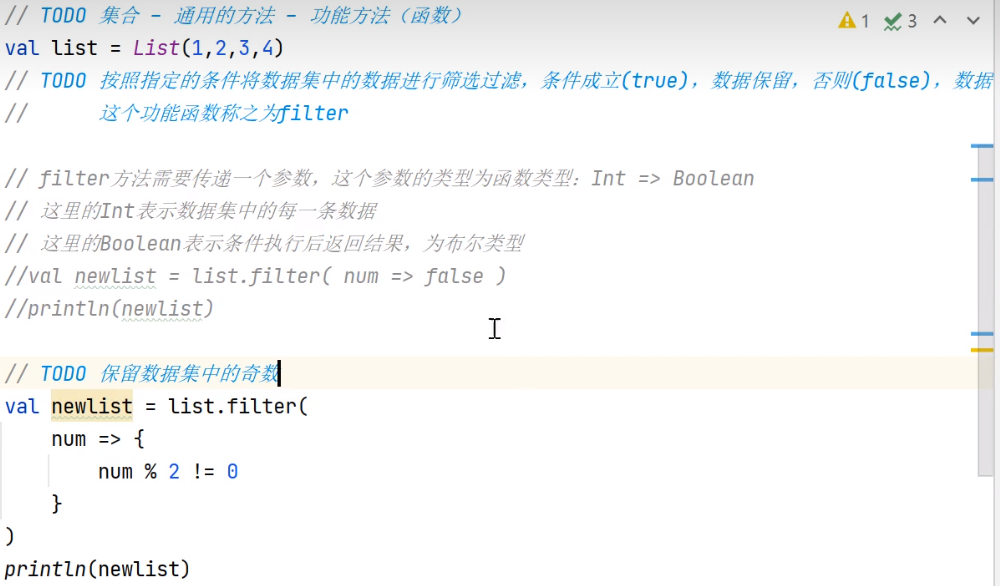 // TODO 集合 - 通用的方法 - 功能方法（函数）
1 3
val list = List(1,2,3,4)
// TODO 按照指定的条件将数据集中的数据进行筛选过滤，条件成立(true)，数据保留，否则(false)，数据
// 这个功能函数称之为filter
// filter方法需要传递一个参数，这个参数的类型为函数类型：Int => Boolean
// 这里的Int表示数据集中的每一条数据
// 这里的Boolean表示条件执行后返回结果，为布尔类型
//val newlist = list.filter( num => false )
//println(newlist)
// TODO 保留数据集中的奇数
val newlist = list.filter(
num => {
num % 2 != 0
}
)
println(newlist)